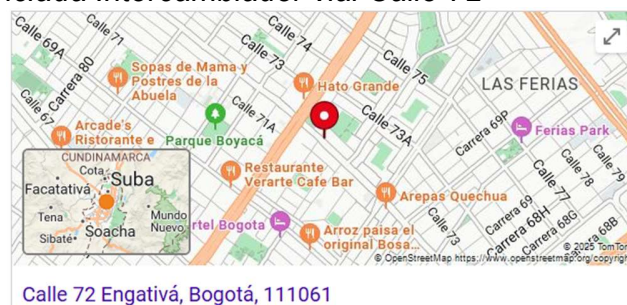 Calle 69A
Calle 71
Calle 74
Carrera 80
Calle 73
Calle 75
Sopas de Mama y
Postres de la
Abuela
Hato Grande
LAS FERIAS
Calle 67
Calle 71A
Calle 73A
Carrera 69P
Arcade's
Ristorante e
Parque Boyacá
Ferias Park
Calle 79
Calle 78
Calle 77
CUNDINAMARCA
Cota
Suba
Facatativá
Tena
Mundo
Nuevo
Soacha
Sibaté
Restaurante
Verarte Cafe Bar
Arepas Quechua
Carrera 69
Carrera 68H
Carrera 68G
Carrera 68B
Calle 73
rtel Bogota
Arroz paisa el
original Bosa...
© 2025 TomTom
© OpenStreetMap https://www.openstreetmap.org/copyright
Calle 72 Engativá, Bogotá, 111061